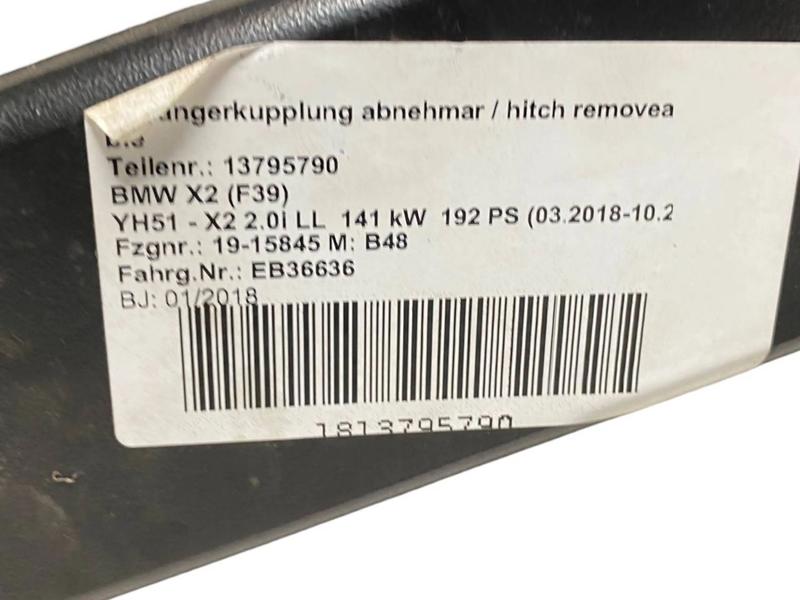 ängerkupplung abnehmar / hitch removea
ble
Teilenr.: 13795790
BMW X2 (F39)
YH51 - X2 2.0i LL 141 kW 192 PS (03.2018-10.2
Fzgnr.: 19-15845 M: B48
Fahrg.Nr.: EB36636
BJ: 01/2018
1813795790